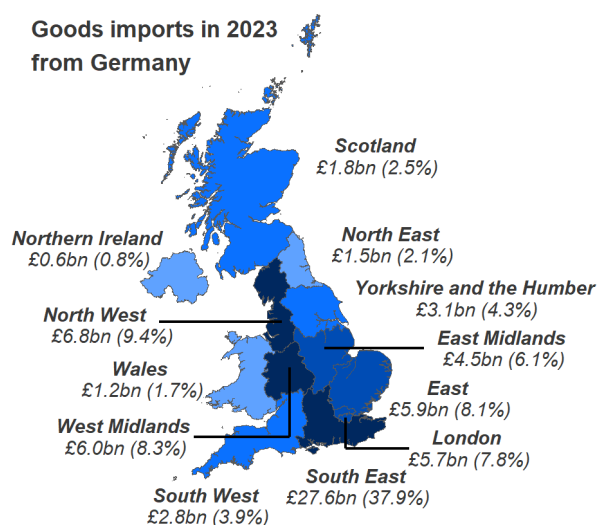 Goods imports in 2023
from Germany
Scotland
£1.8bn (2.5%)
Northern Ireland
£0.6bn (0.8%)
North East
£1.5bn (2.1%)
Yorkshire and the Humber
£3.1bn (4.3%)
North West
£6.8bn (9.4%)
East Midlands
£4.5bn (6.1%)
Wales
£1.2bn (1.7%)
East
£5.9bn (8.1%)
West Midlands
£6.0bn (8.3%)
London
£5.7bn (7.8%)
South East
£27.6bn (37.9%)
South West
£2.8bn (3.9%)